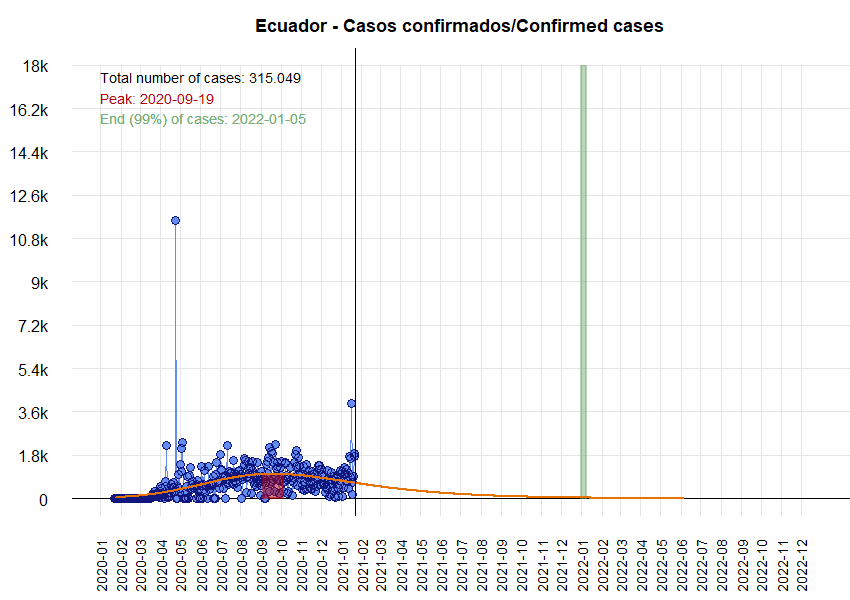 Ecuador - Casos confirmados/Confirmed cases
Total number of cases: 315.049
Peak: 2020-09-19
End (99%) of cases: 2022-01-05
18k
16.2k
14.4k
12.6k
10.8k
9k
7.2k
5.4k
3.6k
1.8k
0
2020-01
2020-02
2020-03
2020-04
2020-05
2020-06
2020-07
2020-08
2020-09
2020-10
2020-11
2020-12
2021-01
2021-02
2021-03
2021-04
2021-05
2021-06
2021-07
2021-08
2021-09
2021-10
2021-11
2021-12
2022-01
2022-02
2022-03
2022-04
2022-05
2022-06
2022-07
2022-08
2022-09
2022-10
2022-11
2022-12